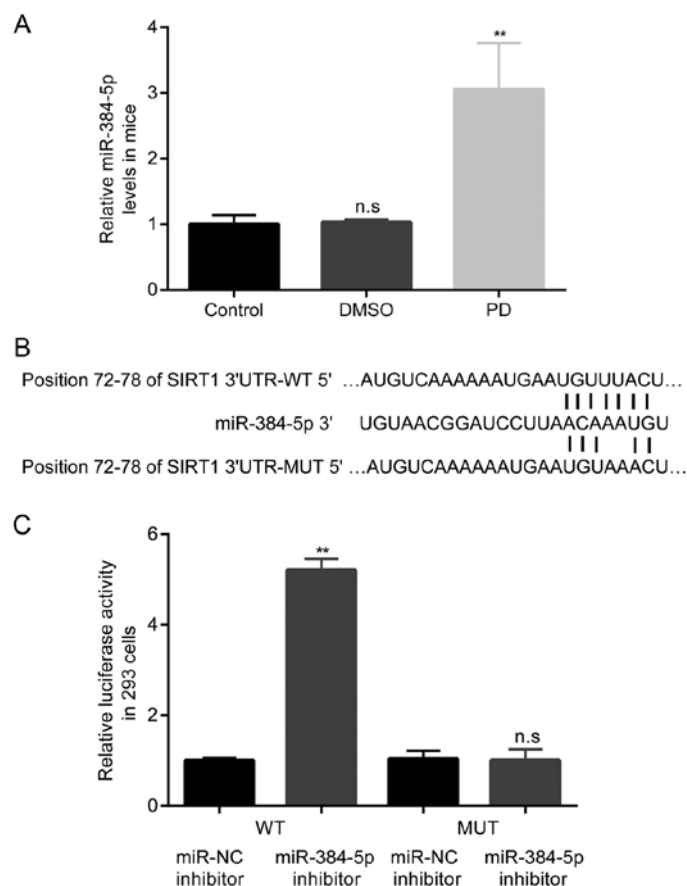 A
Relative miR-384-5p
levels in mice
4
3
2
1
0
**
n.s
Control
DMSO
PD
B
Position 72-78 of SIRT1 3'UTR-WT 5' ...AUGUCAAAAAAUGAAUGUUUACU...
miR-384-5p 3' UGUAACGGAUCCUUAACAAAUGU
Position 72-78 of SIRT1 3'UTR-MUT 5' ...AUGUCAAAAAAUGAAUGUAAACU...
C
Relative luciferase activity
in 293 cells
6
4
2
0
**
n.s
WT
MUT
miR-NC inhibitor
miR-384-5p inhibitor
miR-NC inhibitor
miR-384-5p inhibitor